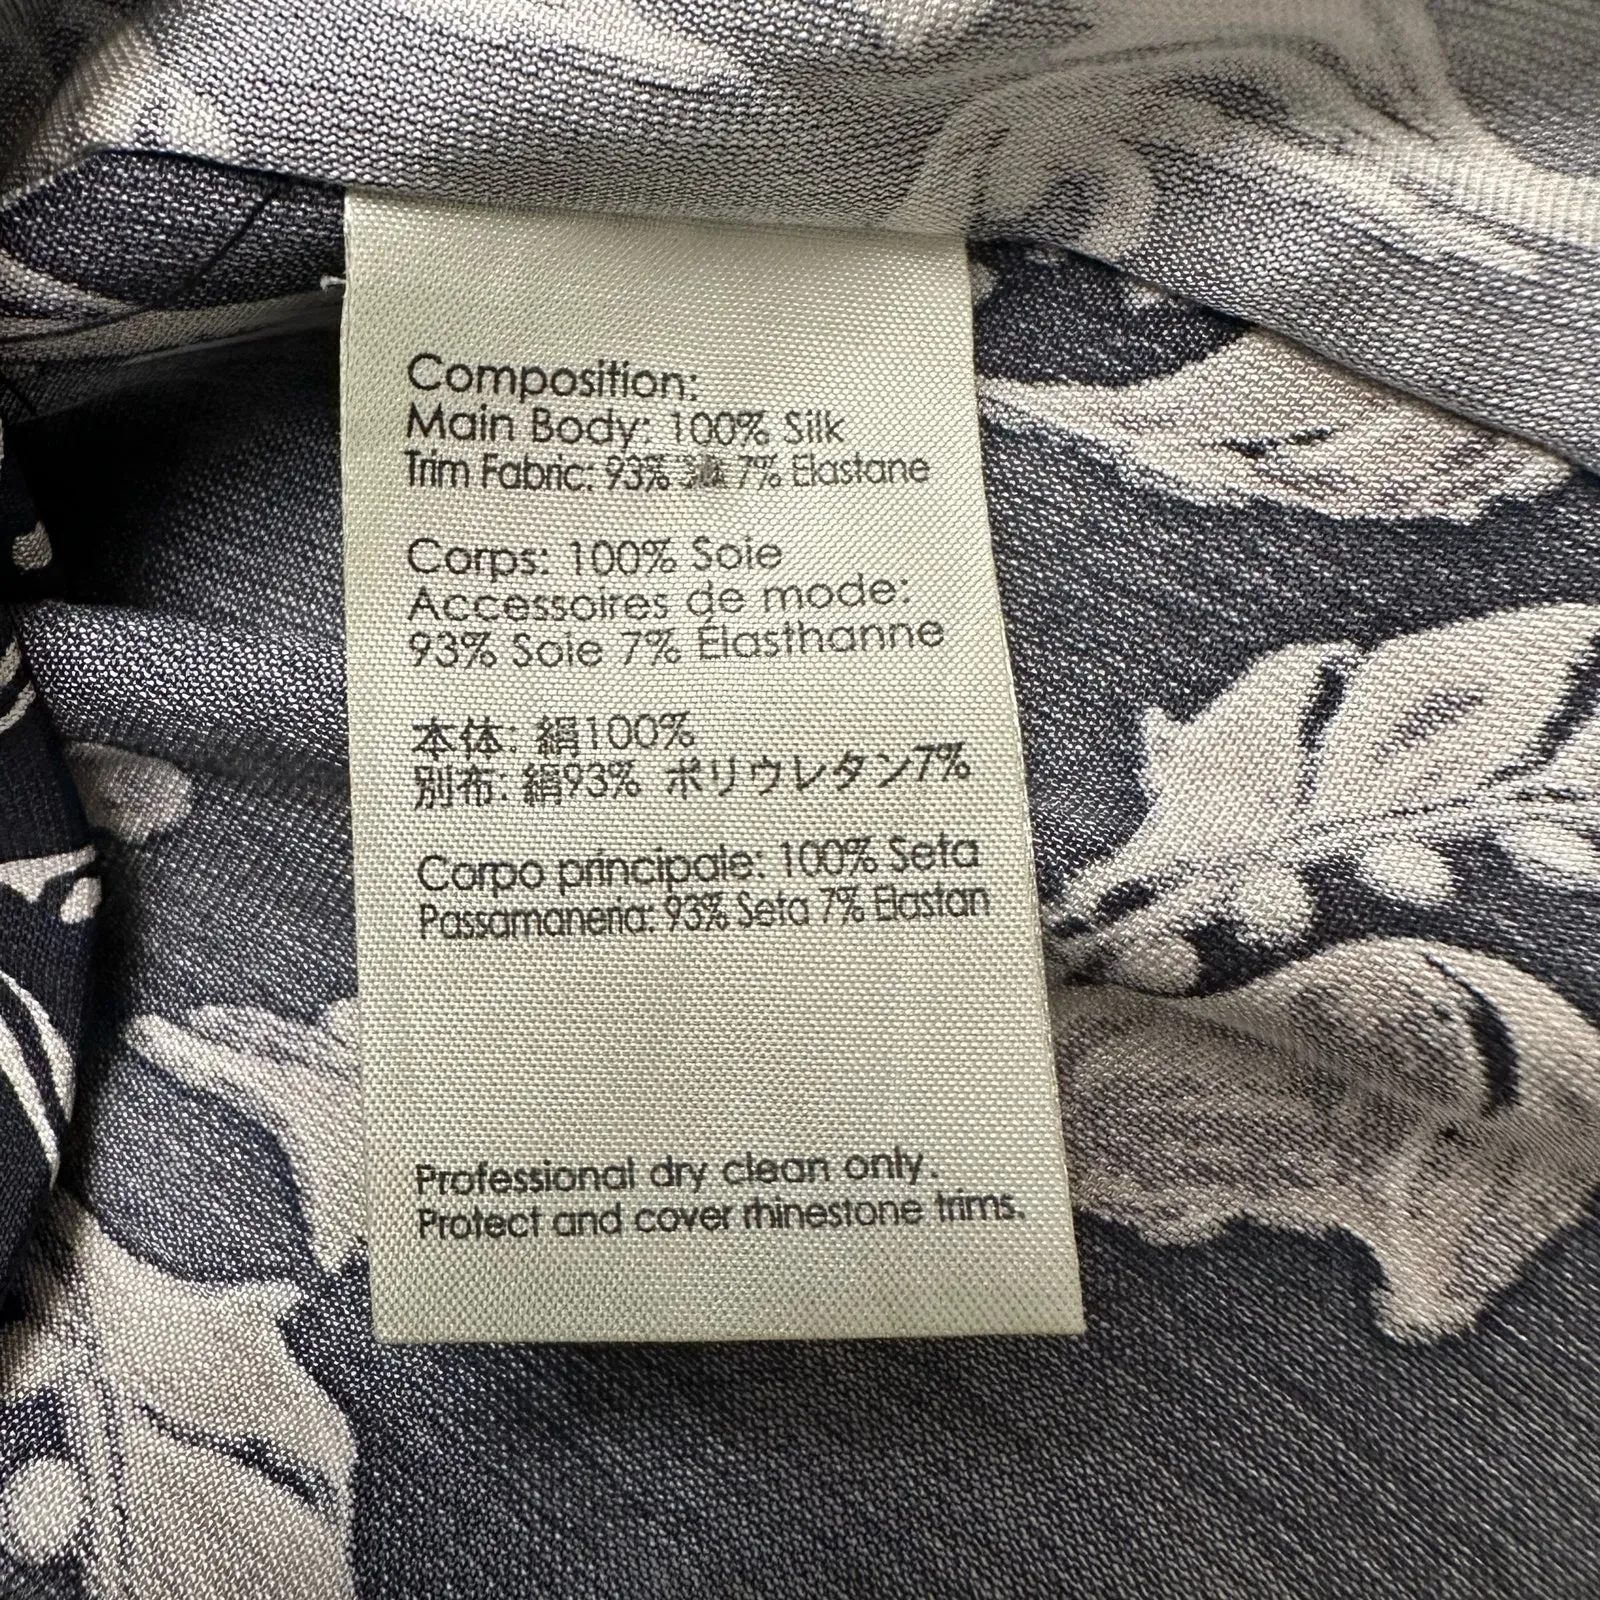 Composition:
Main Body: 100% Silk
Trim Fabric: 93% 7% Elastane
Corps: 100% Soie
Accessoires de mode:
93% Soie 7% Élasthanne
本体: 絹100%
別布: 絹93% ポリウレタン7%
Corpo principale: 100% Seta
Passamaneria: 93% Seta 7% Elastan
Professional dry clean only.
Protect and cover rhinestone trims.